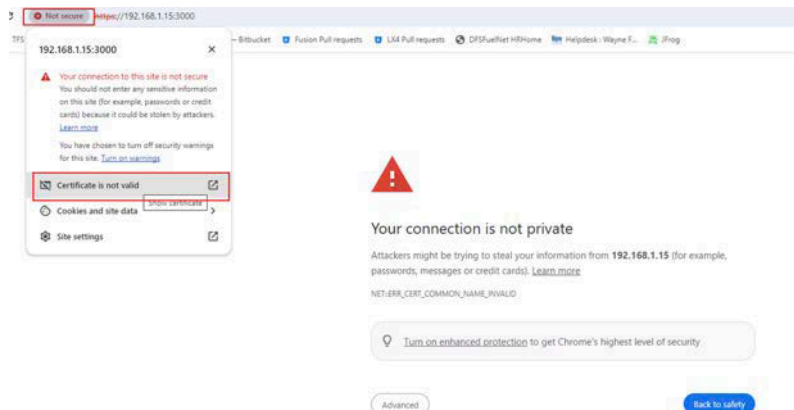 Not secure https://192.168.1.15:3000
TFS
Bitbucket Fusion Pull requests LX4 Pull requests DFSFuelNet HRHome Helpdesk : Wayne F... JFrog
192.168.1.15:3000
Your connection to this site is not secure
You should not enter any sensitive information
on this site (for example, passwords or credit
cards) because it could be stolen by attackers.
Learn more
You have chosen to turn off security warnings
for this site. Turn on warnings
Certificate is not valid
Show certificate
Cookies and site data
Site settings
Your connection is not private
Attackers might be trying to steal your information from 192.168.1.15 (for example,
passwords, messages or credit cards). Learn more
NET::ERR_CERT_COMMON_NAME_INVALID
Turn on enhanced protection to get Chrome's highest level of security
Advanced
Back to safety